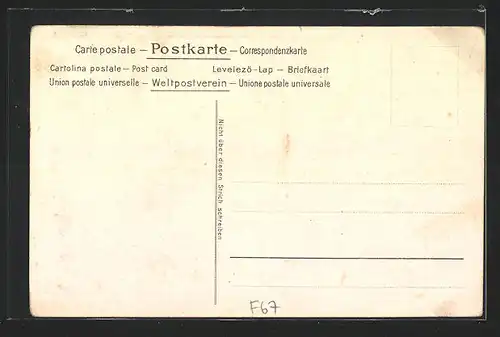 Carte postale – Postkarte – Correspondenzkarte
Cartolina postale – Post card Levelező-Lap – Briefkaart
Union postale universelle – Weltpostverein – Unione postale universale
Nicht über diesen Strich schreiben
F67